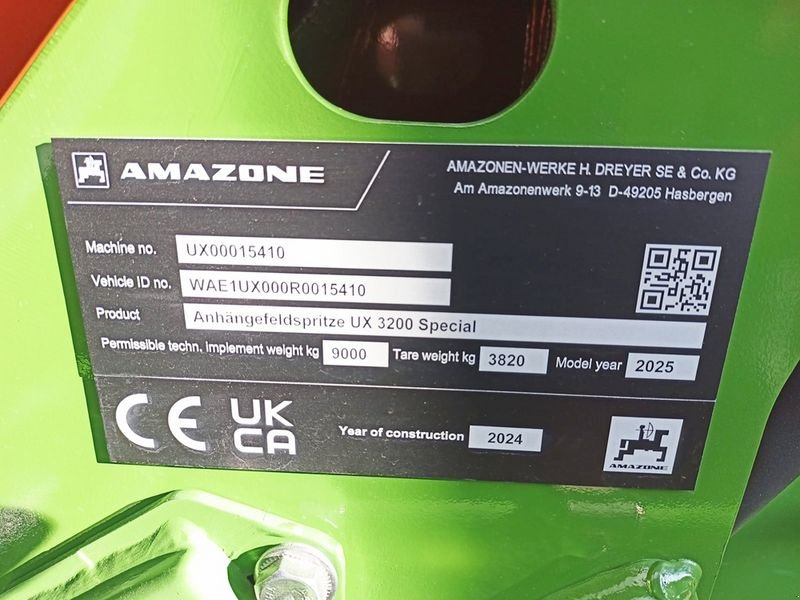 AMAZONE
AMAZONEN-WERKE H. DREYER SE & Co. KG
Am Amazonenwerk 9-13 D-49205 Hasbergen
Machine no. UX00015410
Vehicle ID no. WAE1UX000R0015410
Product Anhängefeldspritze UX 3200 Special
Permissible techn. implement weight kg 9000 Tare weight kg 3820 Model year 2025
CE UK CA Year of construction 2024
AMAZONE